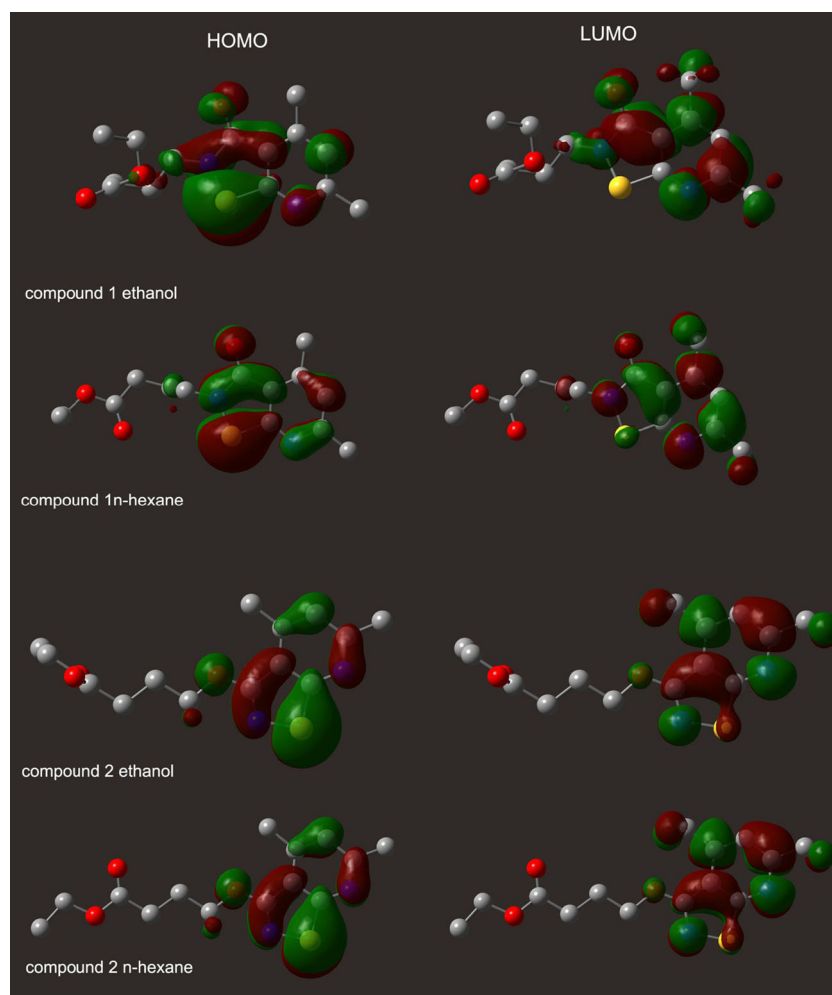 HOMO
LUMO
compound 1 ethanol
compound 1n-hexane
compound 2 ethanol
compound 2 n-hexane